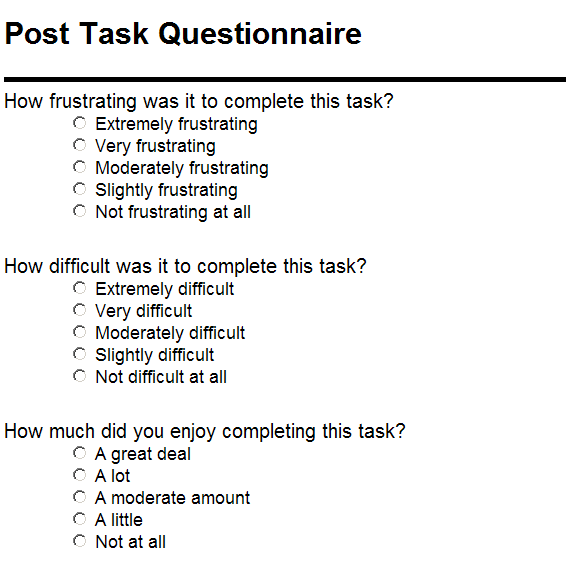 Post Task Questionnaire
How frustrating was it to complete this task?
Extremely frustrating
Very frustrating
Moderately frustrating
Slightly frustrating
Not frustrating at all
How difficult was it to complete this task?
Extremely difficult
Very difficult
Moderately difficult
Slightly difficult
Not difficult at all
How much did you enjoy completing this task?
A great deal
A lot
A moderate amount
A little
Not at all